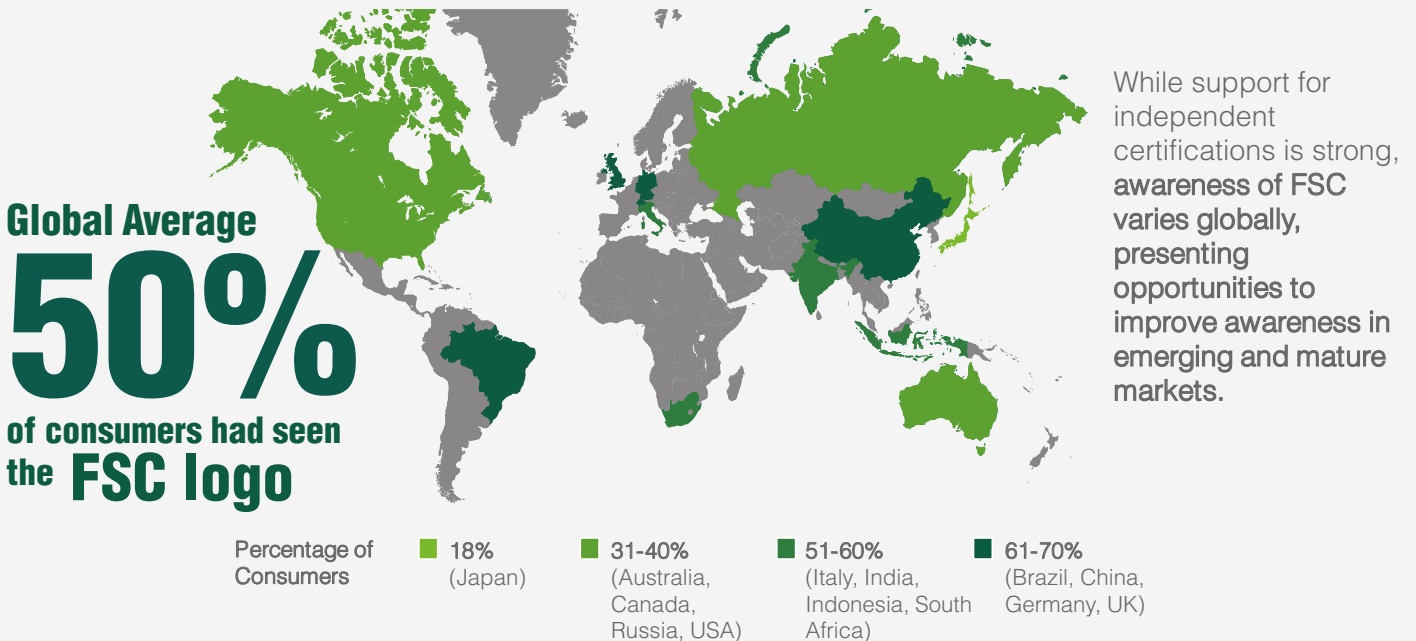 Global Average
50%
of consumers had seen
the FSC logo
While support for
independent
certifications is strong,
awareness of FSC
varies globally,
presenting
opportunities to
improve awareness in
emerging and mature
markets.
Percentage of
Consumers
18%
(Japan)
31-40%
(Australia,
Canada,
Russia, USA)
51-60%
(Italy, India,
Indonesia, South
Africa)
61-70%
(Brazil, China,
Germany, UK)